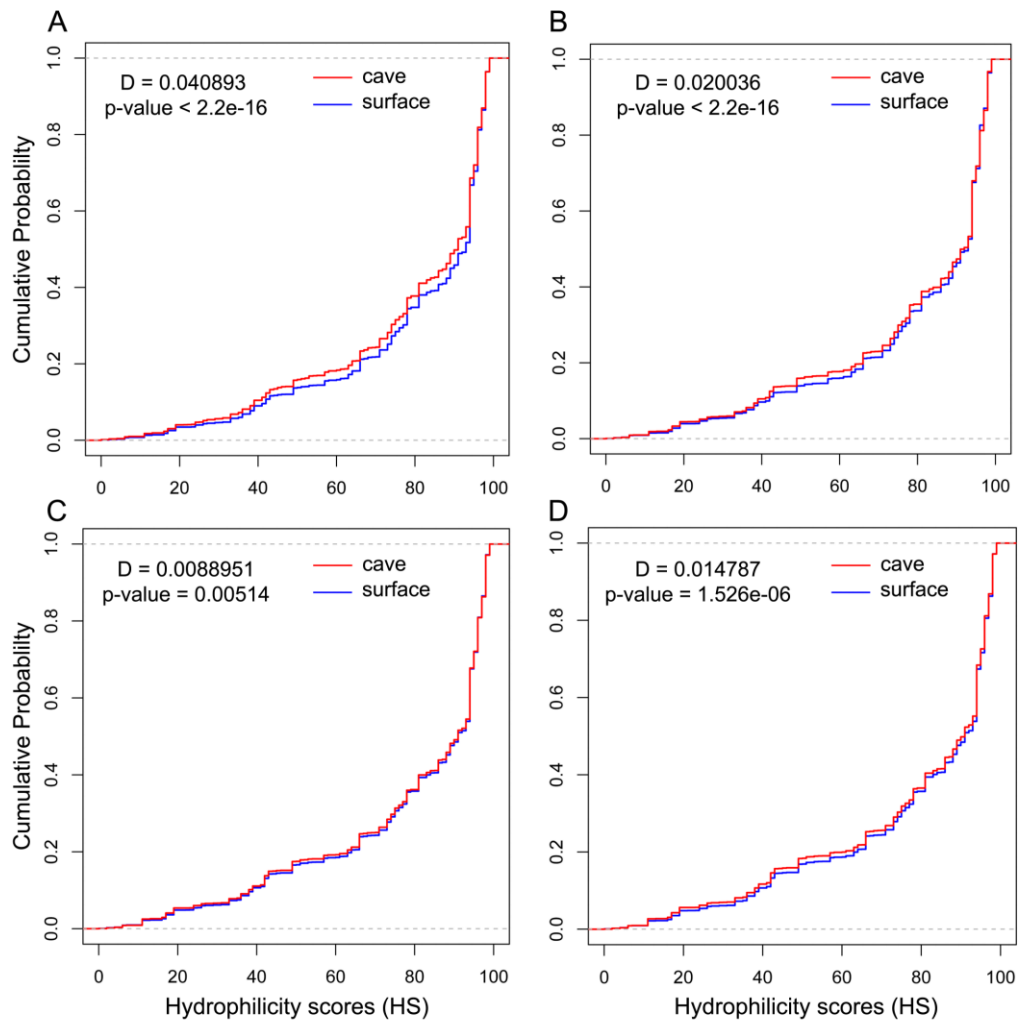 A
D = 0.040893
p-value < 2.2e-16
cave
surface
Cumulative Probablilty
0.0 0.2 0.4 0.6 0.8 1.0
0 20 40 60 80 100
B
D = 0.020036
p-value < 2.2e-16
cave
surface
0.0 0.2 0.4 0.6 0.8 1.0
0 20 40 60 80 100
C
D = 0.0088951
p-value = 0.00514
cave
surface
Cumulative Probablilty
0.0 0.2 0.4 0.6 0.8 1.0
0 20 40 60 80 100
Hydrophilicity scores (HS)
D
D = 0.014787
p-value = 1.526e-06
cave
surface
0.0 0.2 0.4 0.6 0.8 1.0
0 20 40 60 80 100
Hydrophilicity scores (HS)